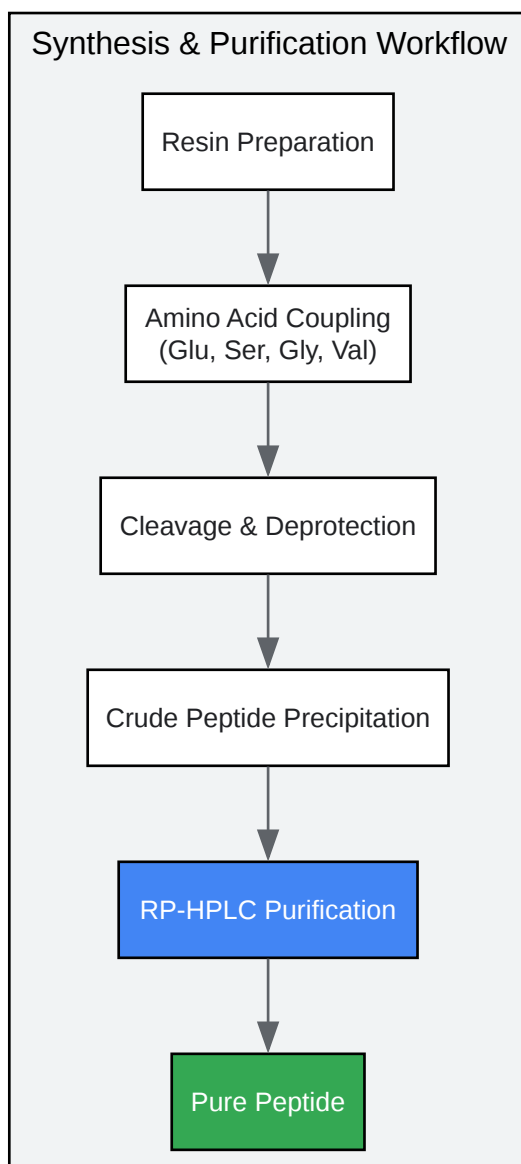 Synthesis & Purification Workflow
Resin Preparation
Amino Acid Coupling
(Glu, Ser, Gly, Val)
Cleavage & Deprotection
Crude Peptide Precipitation
RP-HPLC Purification
Pure Peptide